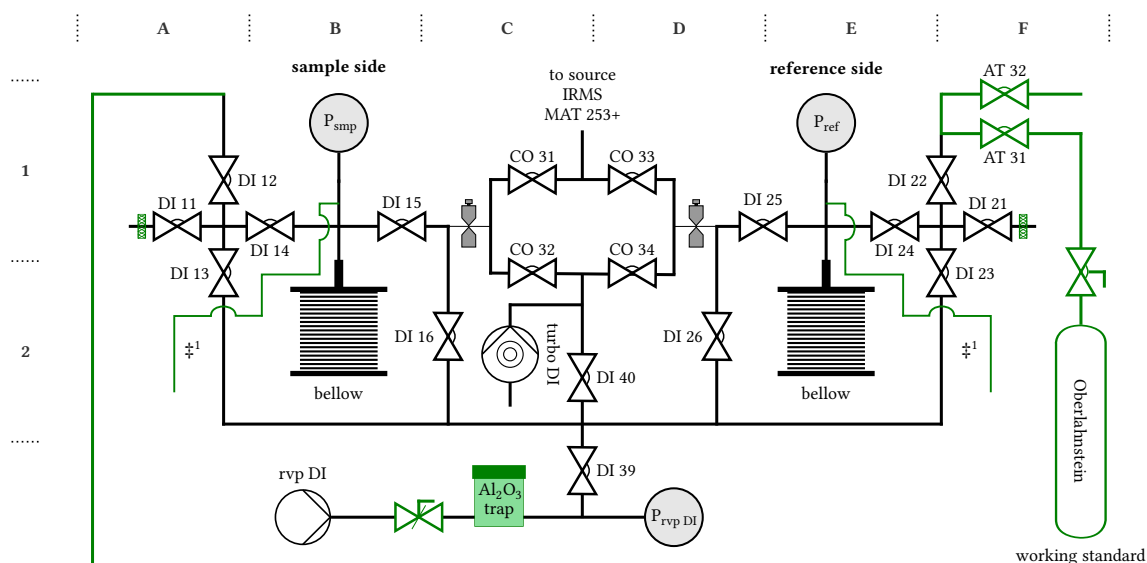 A B C D E F
sample side
to source
IRMS
MAT 253+
reference side
AT 32
P_smp
P_ref
CO 31
CO 33
AT 31
1
DI 12
DI 22
DI 11
DI 15
DI 25
DI 21
DI 14
DI 24
DI 13
CO 32
CO 34
DI 23
DI 16
turbo DI
DI 26
‡¹
‡¹
2
DI 40
bellow
bellow
Oberlahnstein
rvp DI
DI 39
Al₂O₃
trap
P_rvp DI
working standard